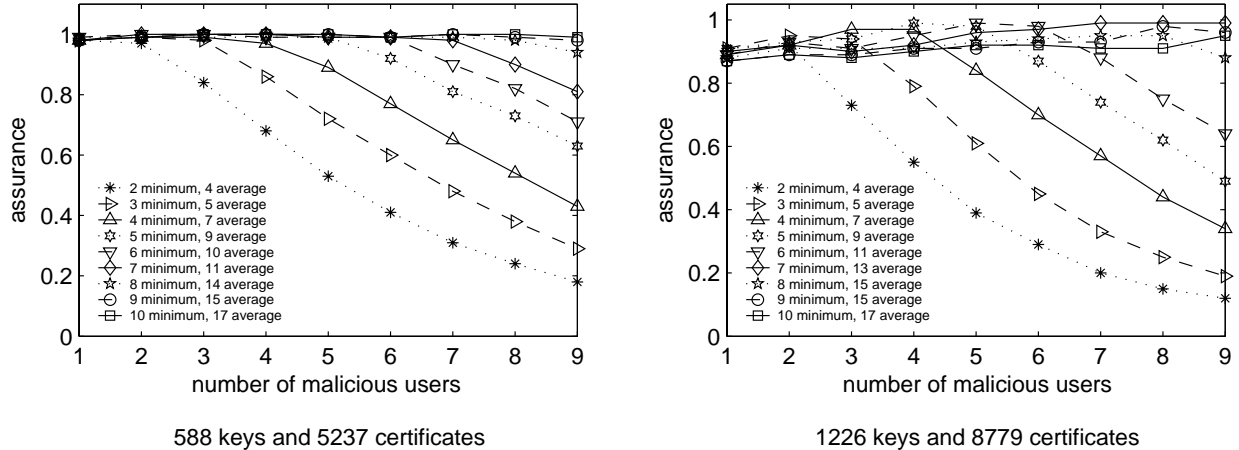 1
0.8
0.6
0.4
0.2
0
assurance
2 minimum, 4 average
3 minimum, 5 average
4 minimum, 7 average
5 minimum, 9 average
6 minimum, 10 average
7 minimum, 11 average
8 minimum, 14 average
9 minimum, 15 average
10 minimum, 17 average
1 2 3 4 5 6 7 8 9
number of malicious users
588 keys and 5237 certificates
1
0.8
0.6
0.4
0.2
0
assurance
2 minimum, 4 average
3 minimum, 5 average
4 minimum, 7 average
5 minimum, 9 average
6 minimum, 11 average
7 minimum, 13 average
8 minimum, 15 average
9 minimum, 15 average
10 minimum, 17 average
1 2 3 4 5 6 7 8 9
number of malicious users
1226 keys and 8779 certificates